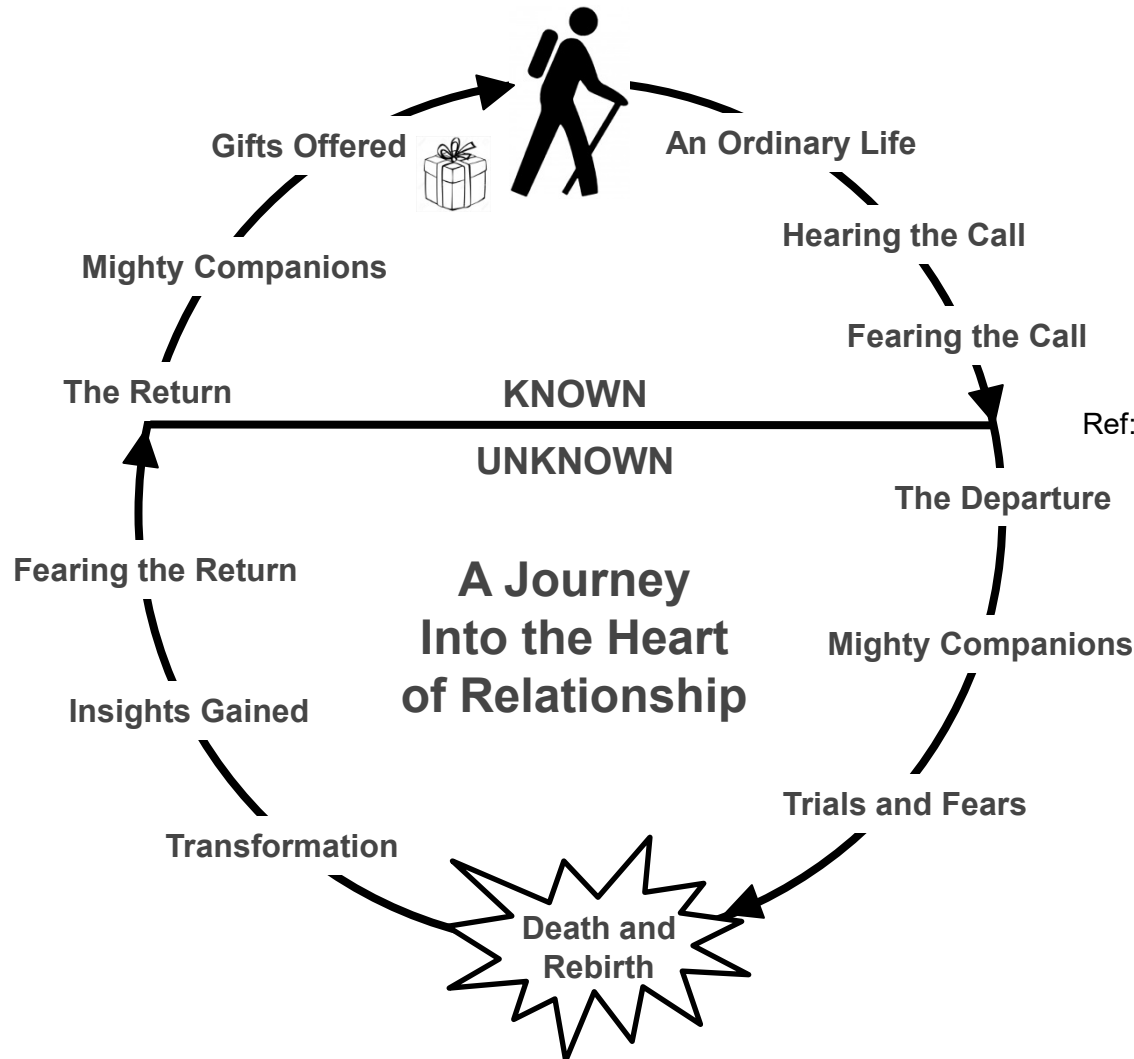 Gifts Offered
An Ordinary Life
Hearing the Call
Mighty Companions
Fearing the Call
The Return
KNOWN
Ref:
UNKNOWN
The Departure
Fearing the Return
A Journey
Into the Heart
of Relationship
Mighty Companions
Insights Gained
Trials and Fears
Transformation
Death and
Rebirth